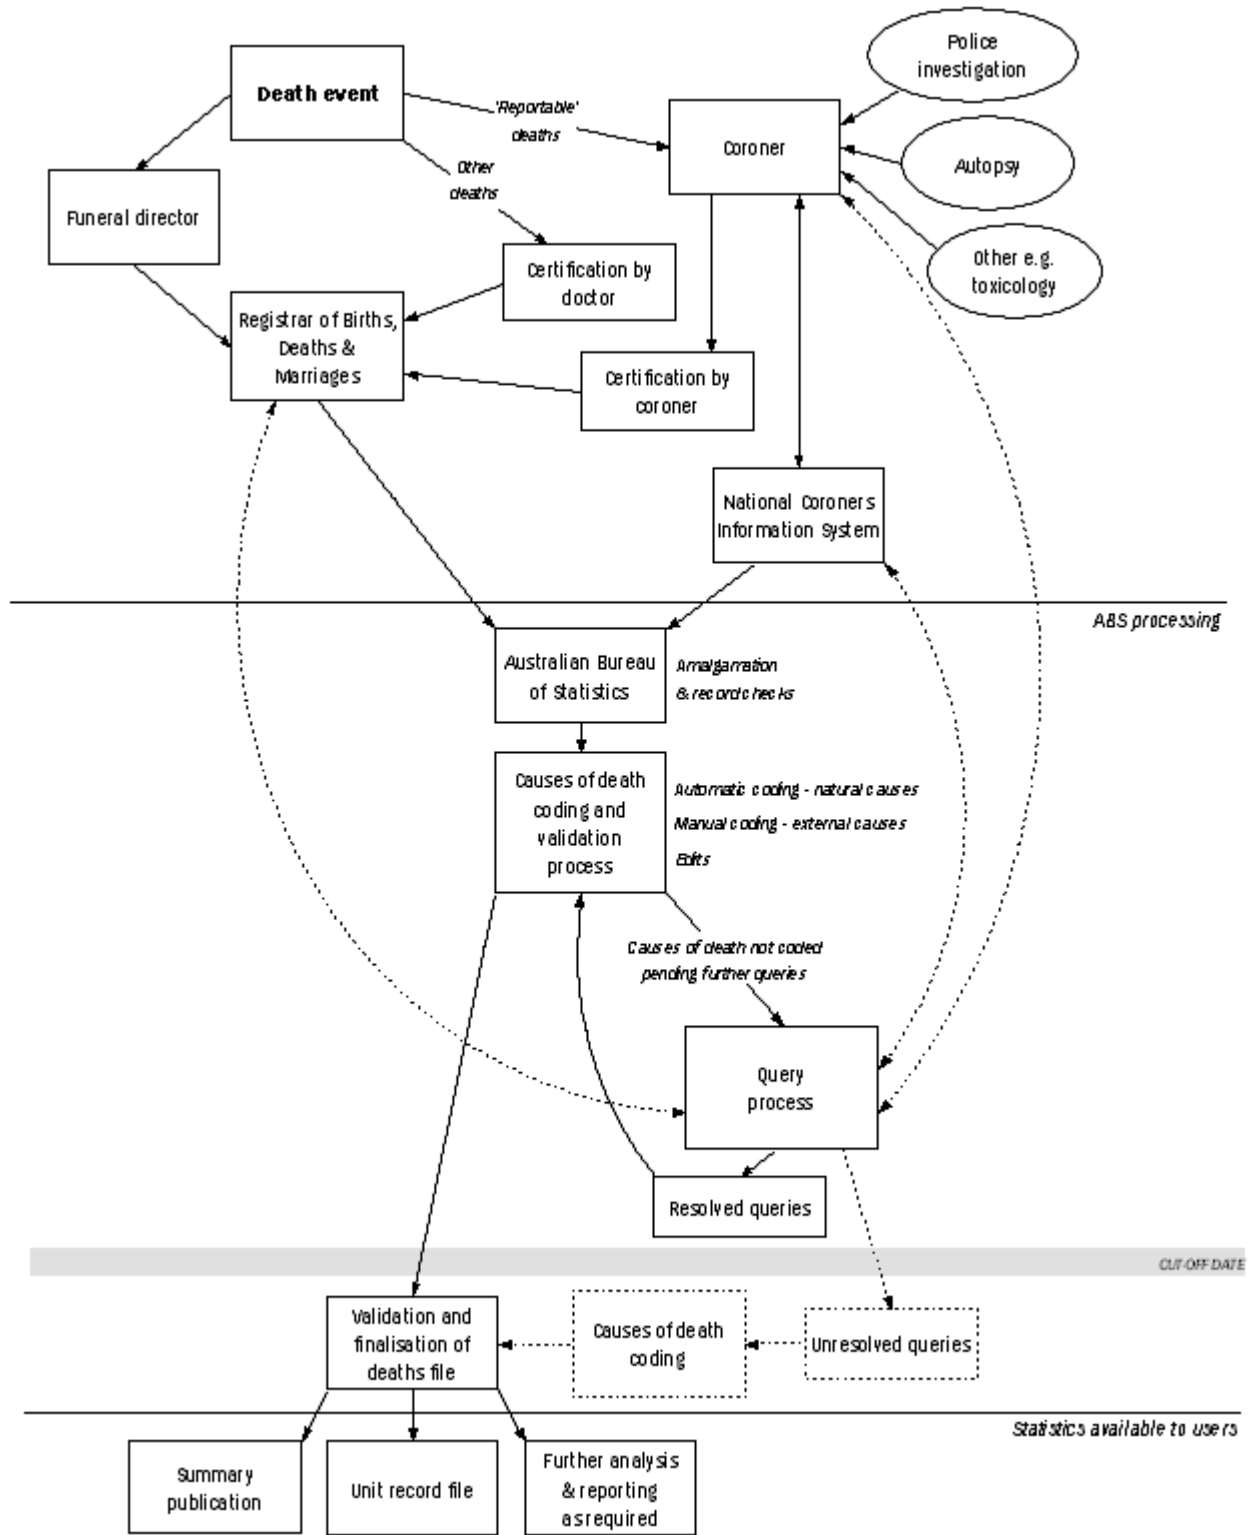 Police
investigation
Death event
'Reportable'
deaths
Coroner
Autopsy
Other
deaths
Funeral director
Other e.g.
toxicology
Certification by
doctor
Registrar of Births,
Deaths &
Marriages
Certification by
coroner
National Coroners
Information System
ABS processing
Australian Bureau
of Statistics
Amalgamation
& record checks
Causes of death
coding and
validation
process
Automatic coding - natural causes
Manual coding - external causes
Edits
Causes of death not coded
pending further queries
Query
process
Resolved queries
CUT-OFF DATE
Validation and
finalisation of
deaths file
Causes of death
coding
Unresolved queries
Statistics available to users
Summary
publication
Unit record file
Further analysis
& reporting
as required